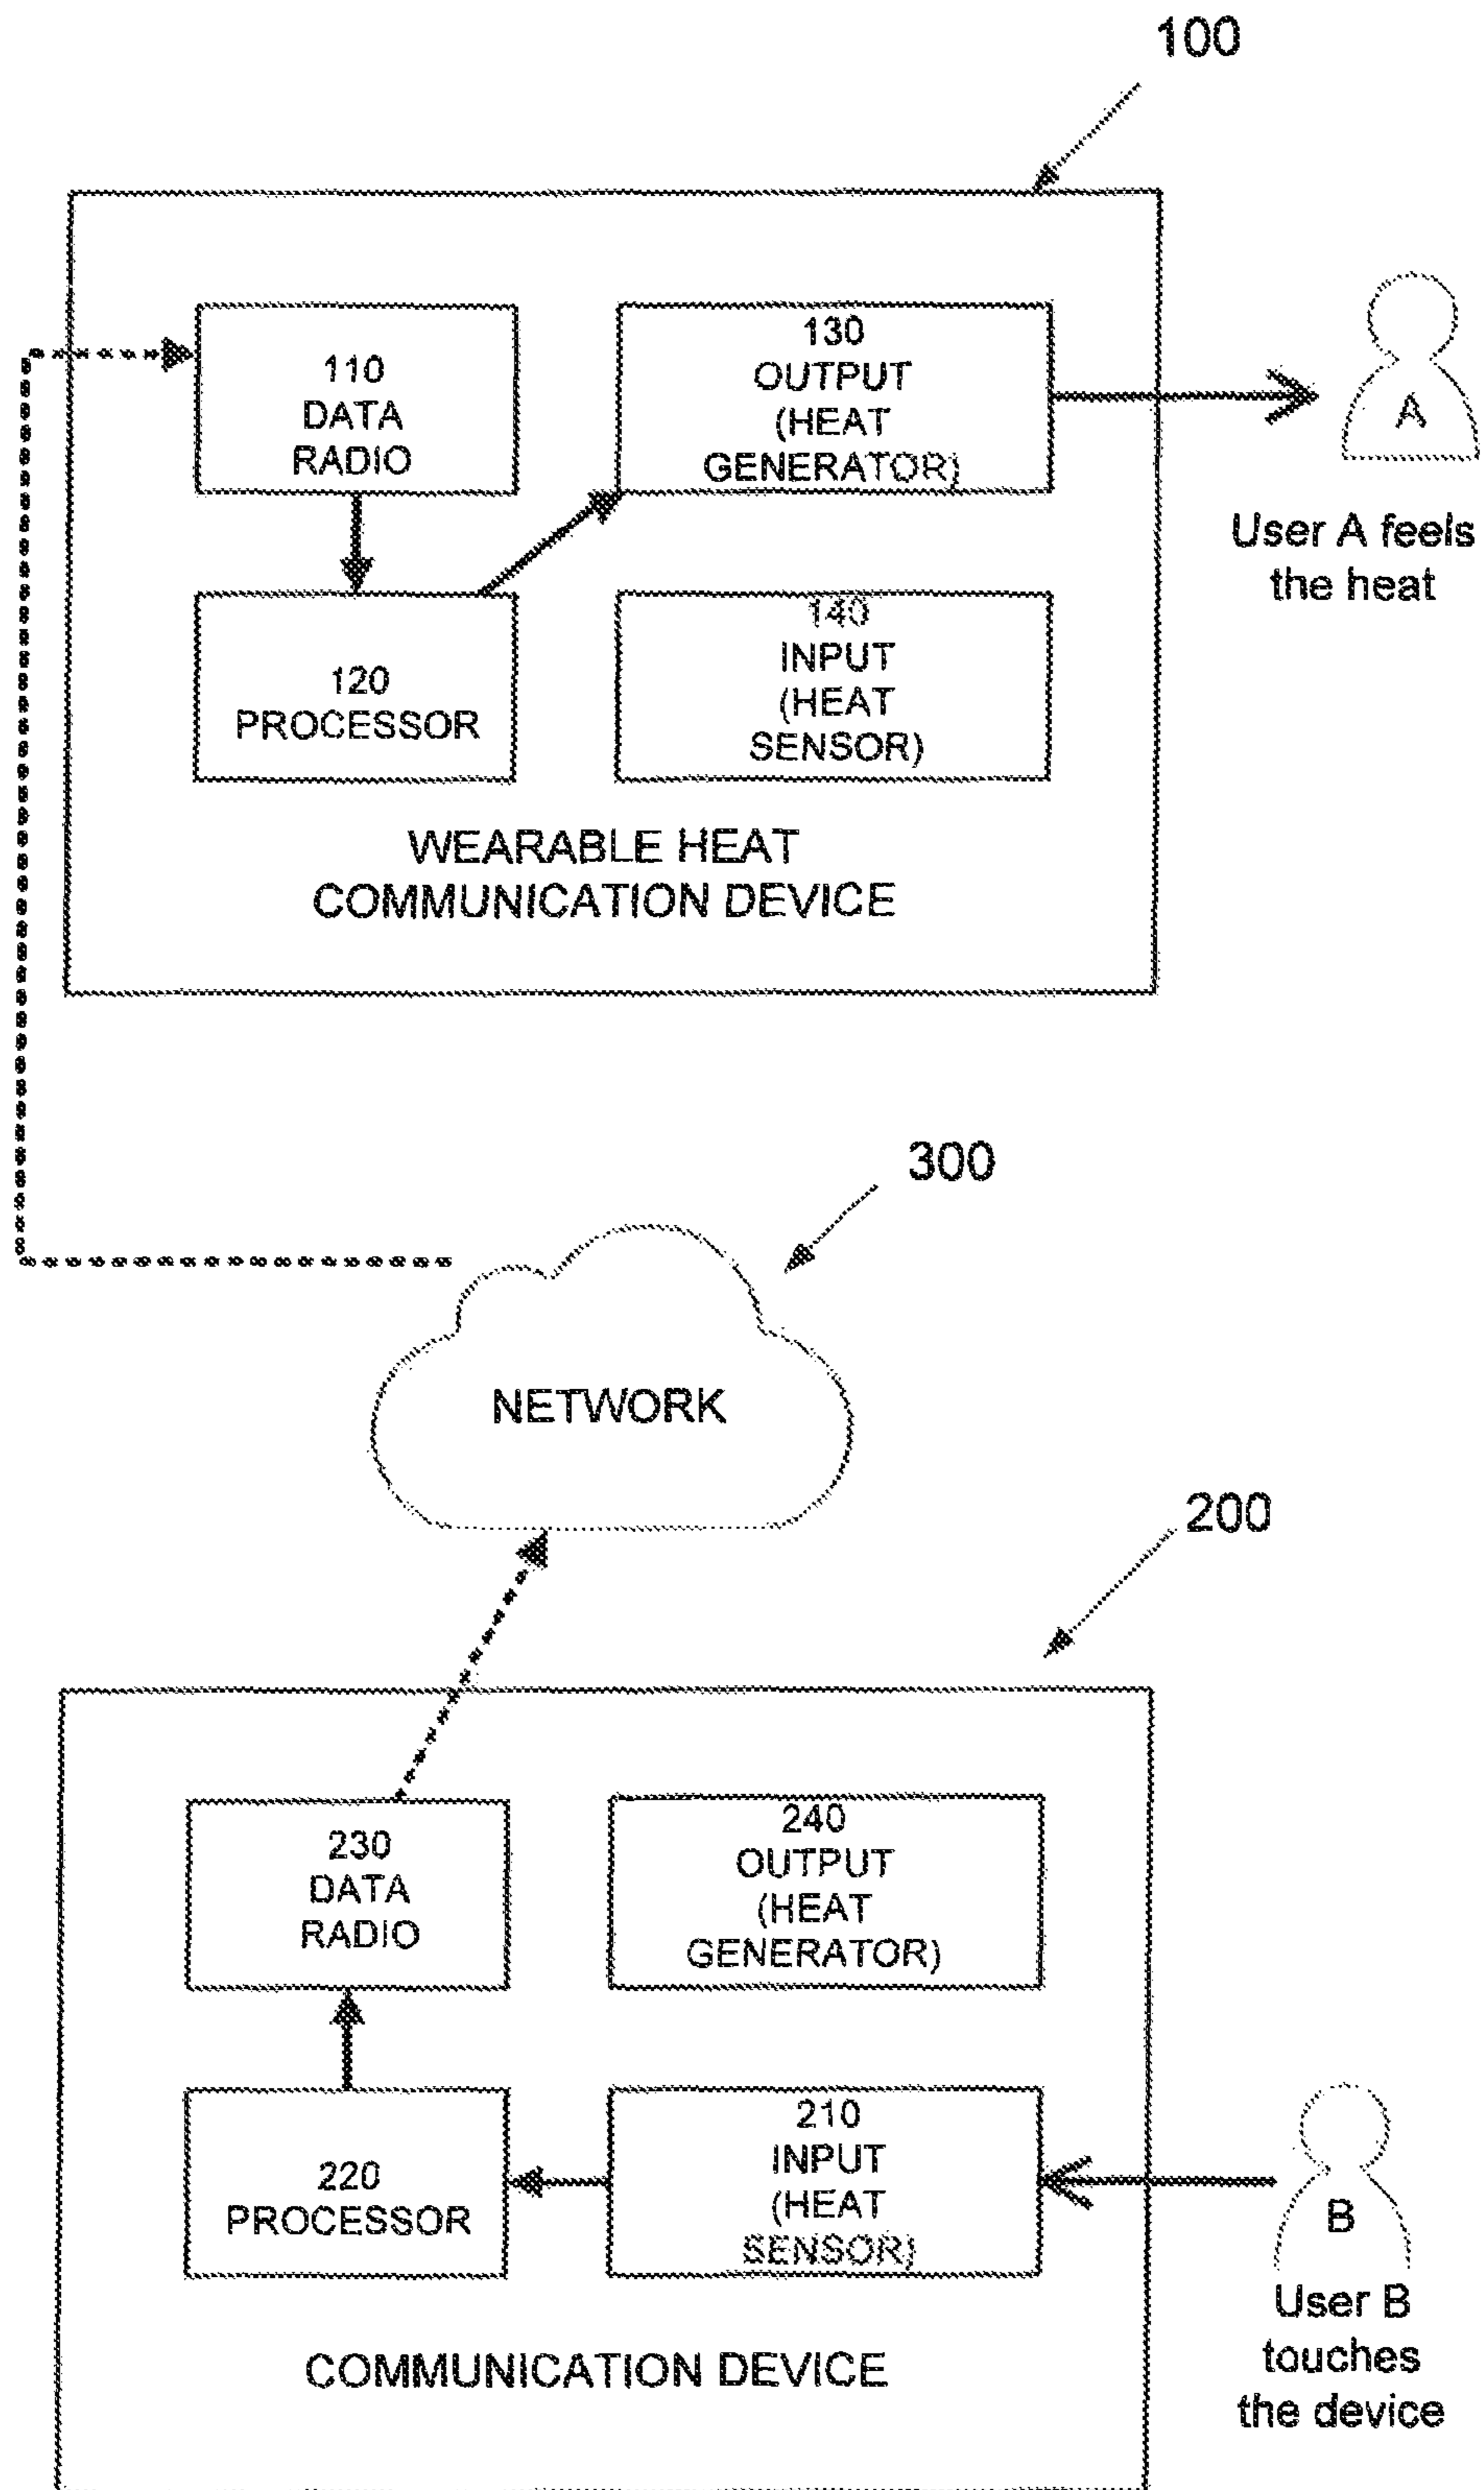 100
110
DATA
RADIO
130
OUTPUT
(HEAT
GENERATOR)
A
User A feels
the heat
120
PROCESSOR
140
INPUT
(HEAT
SENSOR)
WEARABLE HEAT
COMMUNICATION DEVICE
300
NETWORK
200
230
DATA
RADIO
240
OUTPUT
(HEAT
GENERATOR)
220
PROCESSOR
210
INPUT
(HEAT
SENSOR)
B
User B
touches
the device
COMMUNICATION DEVICE